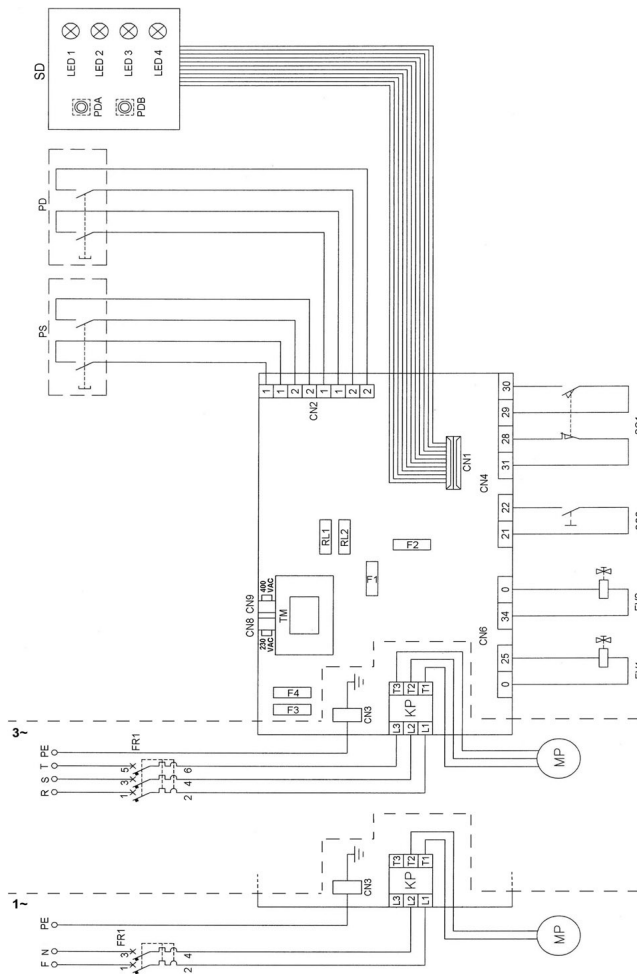 SD
LED 1
LED 2
LED 3
LED 4
PDA
PDB
PD
PS
1
1
2
2
1
1
2
2
CN2
CN1
CN4
30
29
28
31
22
21
0
34
25
0
CN6
RL1
RL2
F2
CN8 CN9
230 VAC
400 VAC
TM
F4
F3
CN3
T3
T2
T1
KP
L3
L2
L1
MP
3~
PE
T
S
R
FR1
5
3
1
6
4
2
1~
PE
N
F
FR1
3
1
4
2
CN3
T3
T2
T1
KP
L3
L2
L1
MP